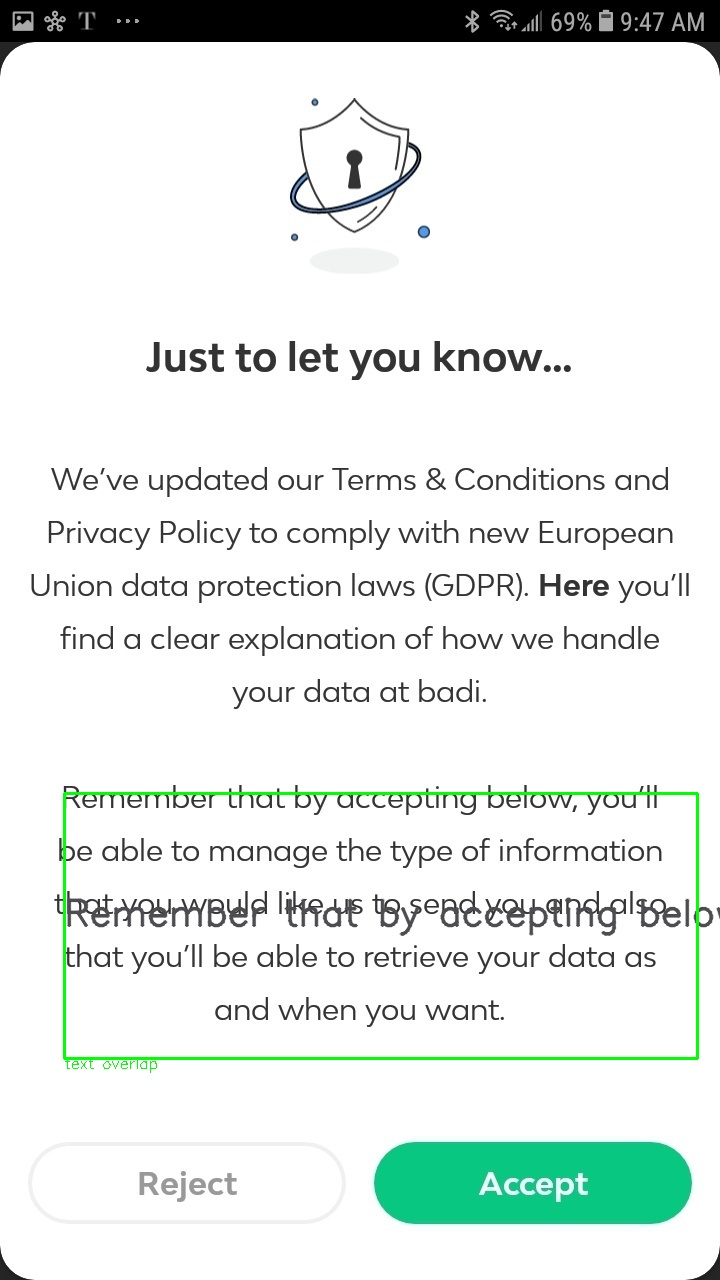 69% 9:47 AM
Just to let you know...
We've updated our Terms & Conditions and
Privacy Policy to comply with new European
Union data protection laws (GDPR). Here you'll
find a clear explanation of how we handle
your data at badi.
Remember that by accepting below, you'll
be able to manage the type of information
that you would like us to send you and also
Remember that by accepting below
that you'll be able to retrieve your data as
and when you want.
text overlap
Reject
Accept